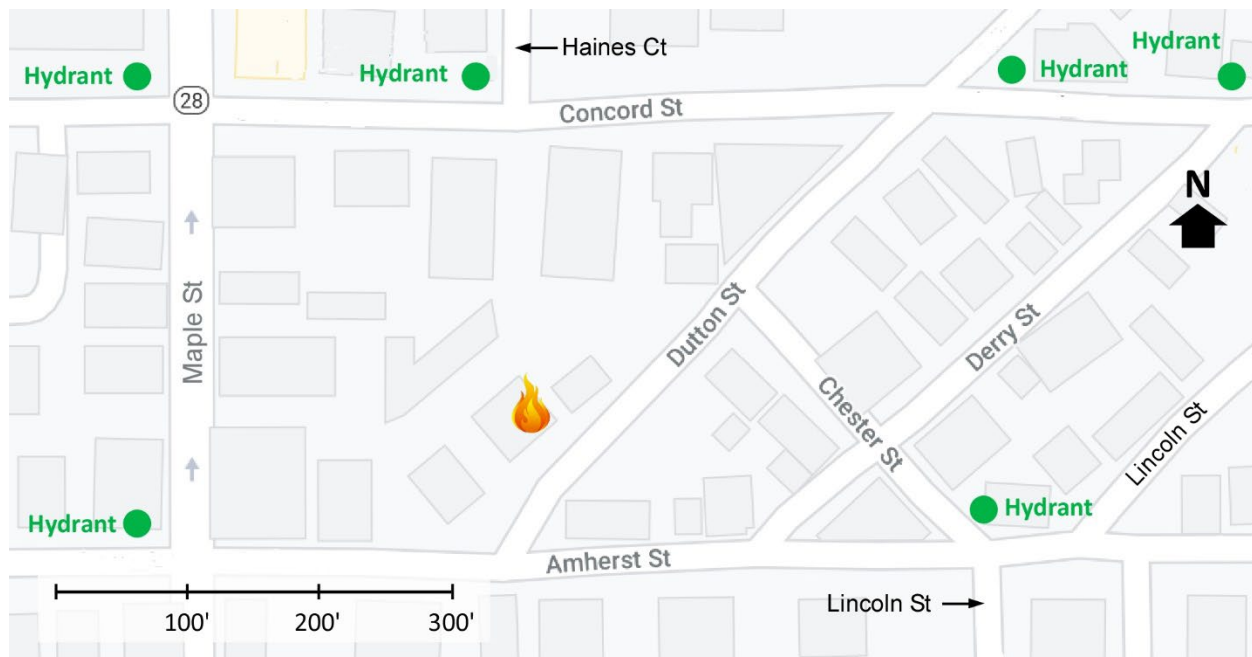 Haines Ct
Hydrant
Hydrant
Hydrant
Hydrant
28
Concord St
N
Maple St
Dutton St
Derry St
Chester St
Lincoln St
Hydrant
Hydrant
Amherst St
Lincoln St
100' 200' 300'